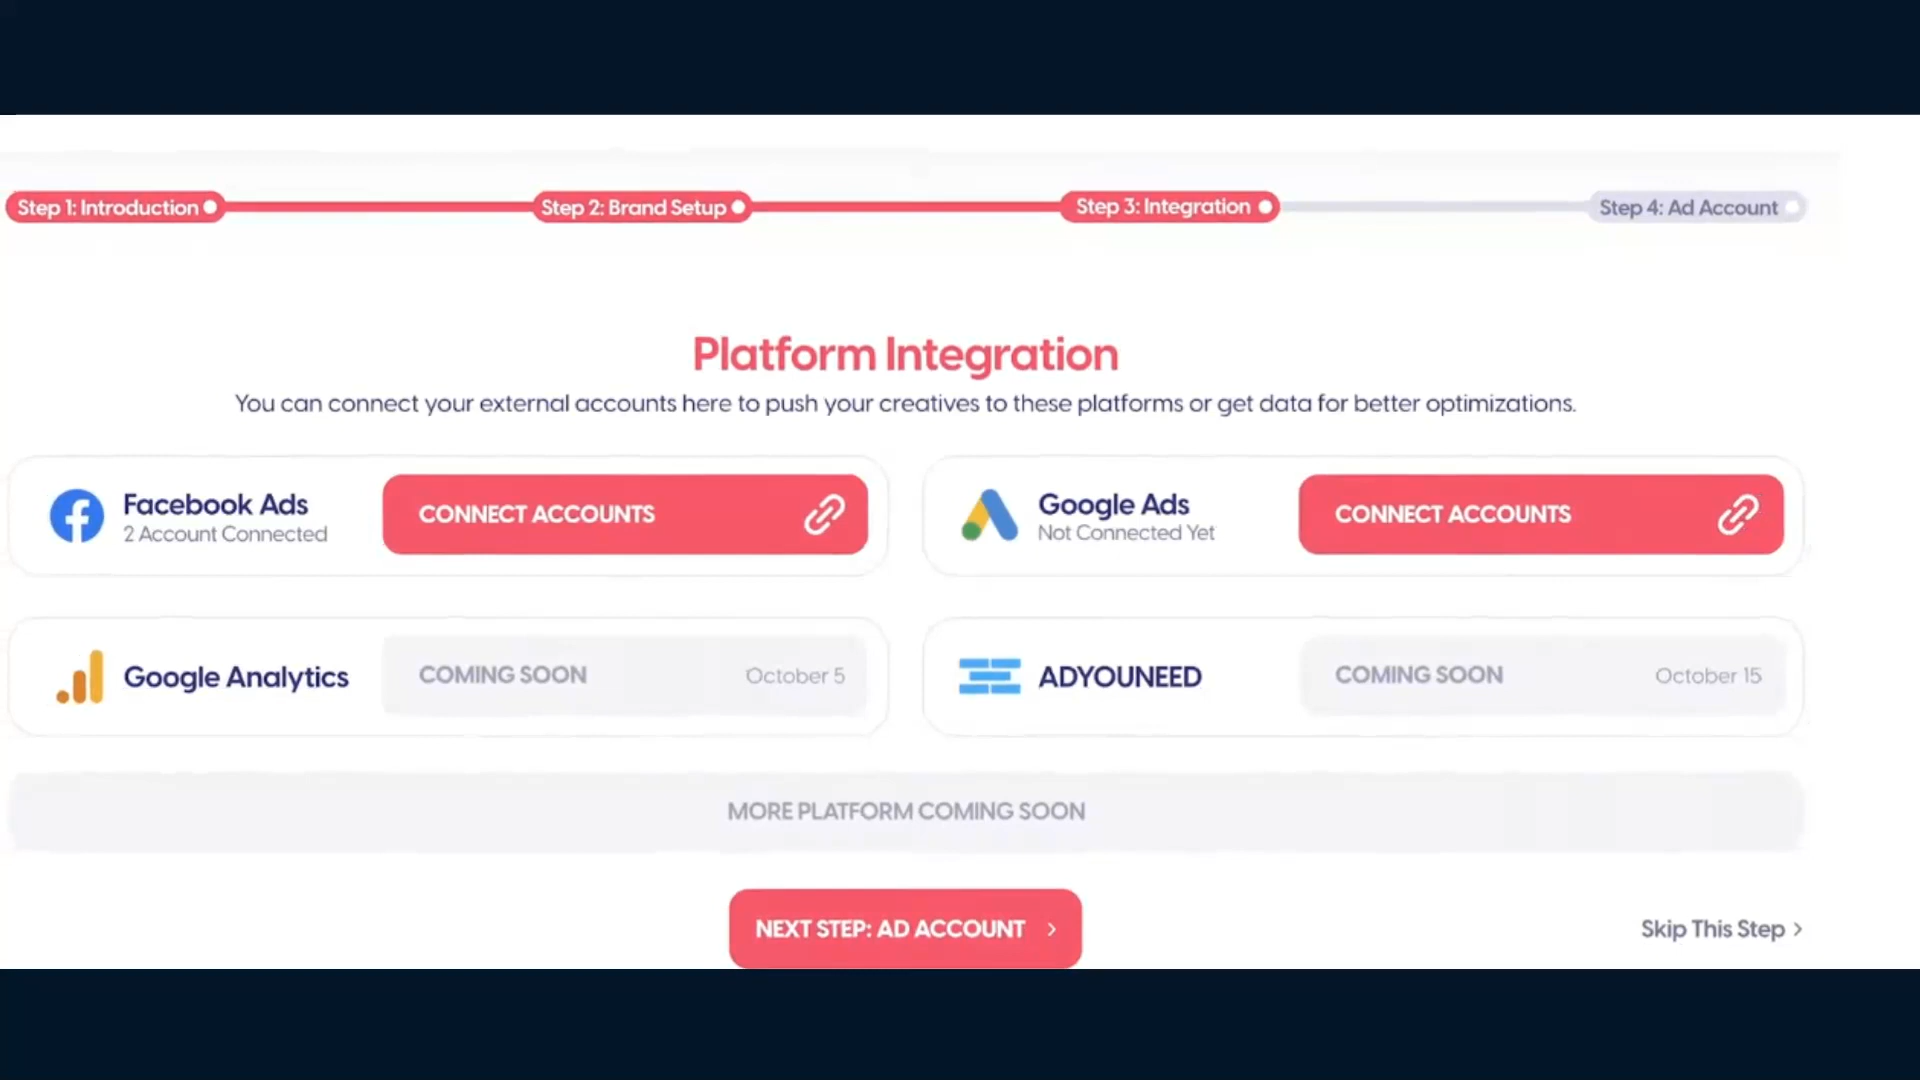 Step 1: Introduction
Step 2: Brand Setup
Step 3: Integration
Step 4: Ad Account
Platform Integration
You can connect your external accounts here to push your creatives to these platforms or get data for better optimizations.
Facebook Ads
2 Account Connected
CONNECT ACCOUNTS
Google Ads
Not Connected Yet
CONNECT ACCOUNTS
Google Analytics
COMING SOON
October 5
ADYOUNEED
COMING SOON
October 15
MORE PLATFORM COMING SOON
NEXT STEP: AD ACCOUNT
Skip This Step